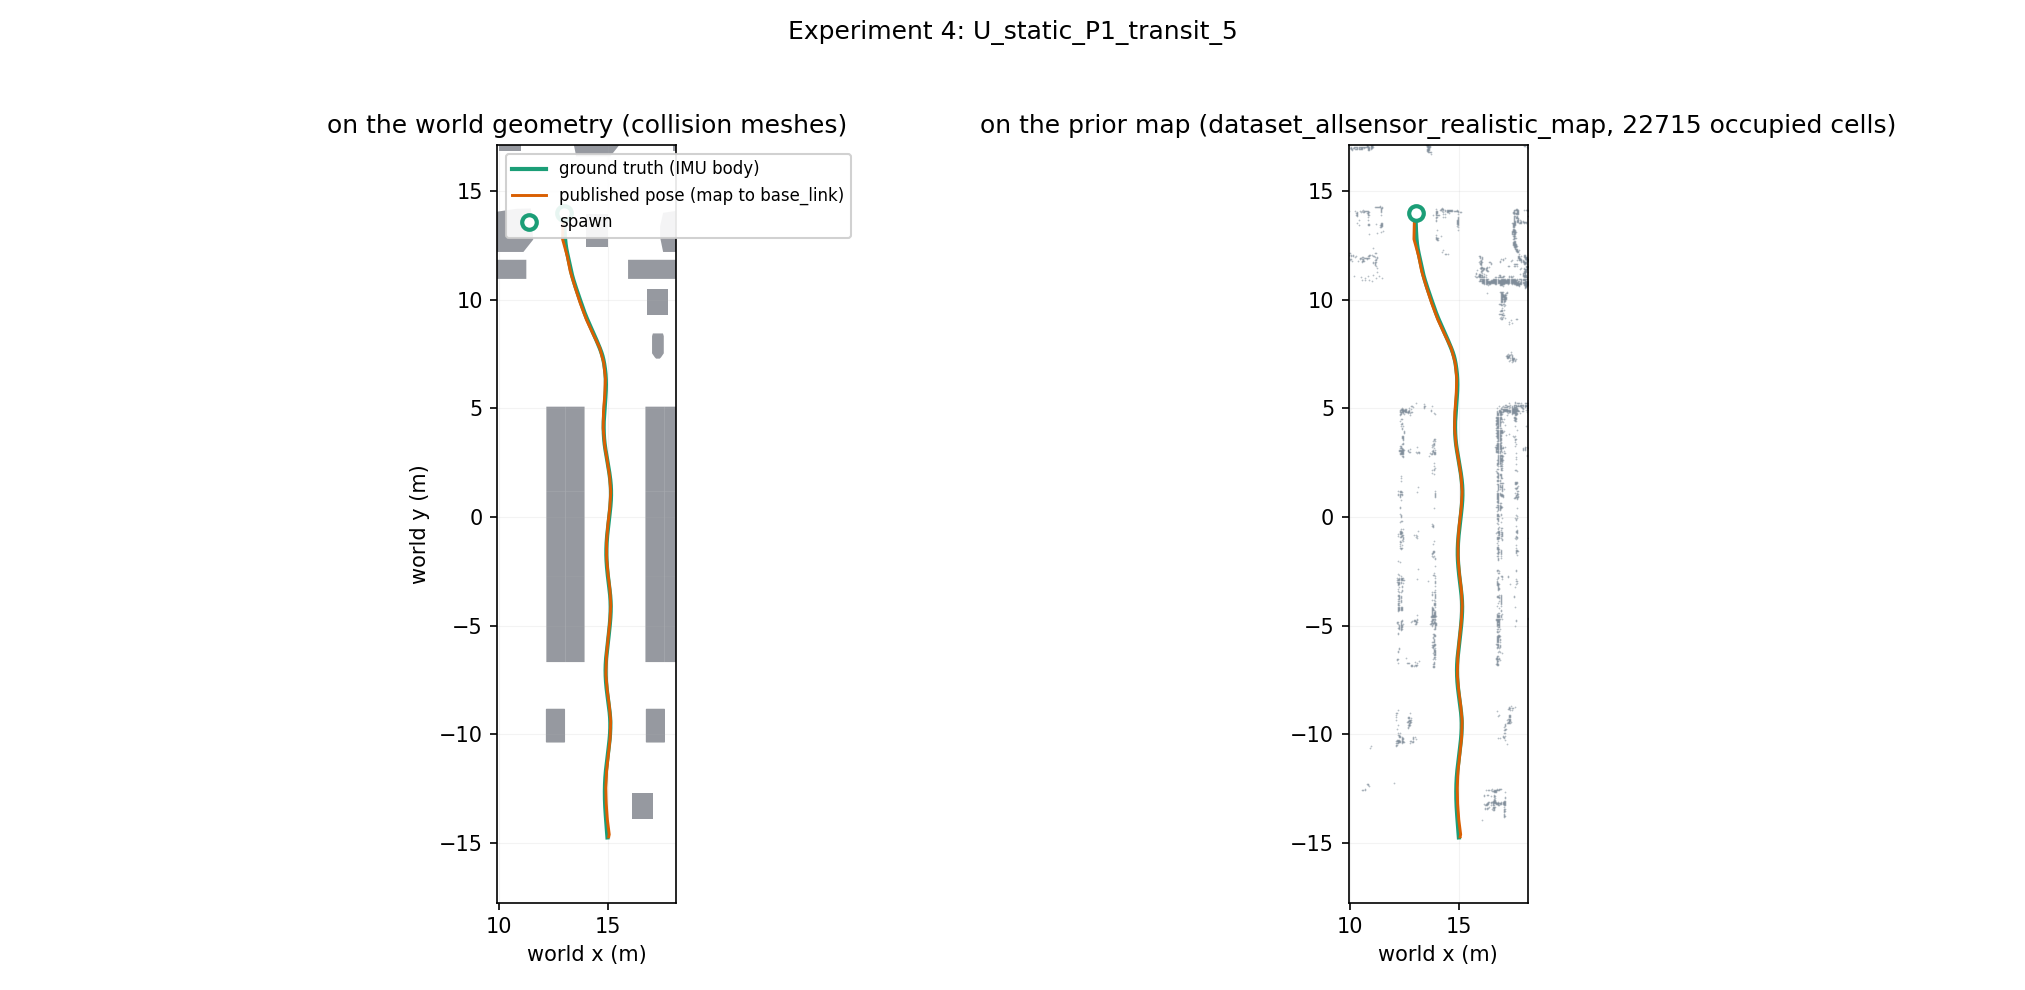 Experiment 4: U_static_P1_transit_5
on the world geometry (collision meshes)
ground truth (IMU body)
published pose (map to base_link)
spawn
15
10
5
0
−5
−10
−15
world y (m)
10
15
world x (m)
on the prior map (dataset_allsensor_realistic_map, 22715 occupied cells)
15
10
5
0
−5
−10
−15
10
15
world x (m)